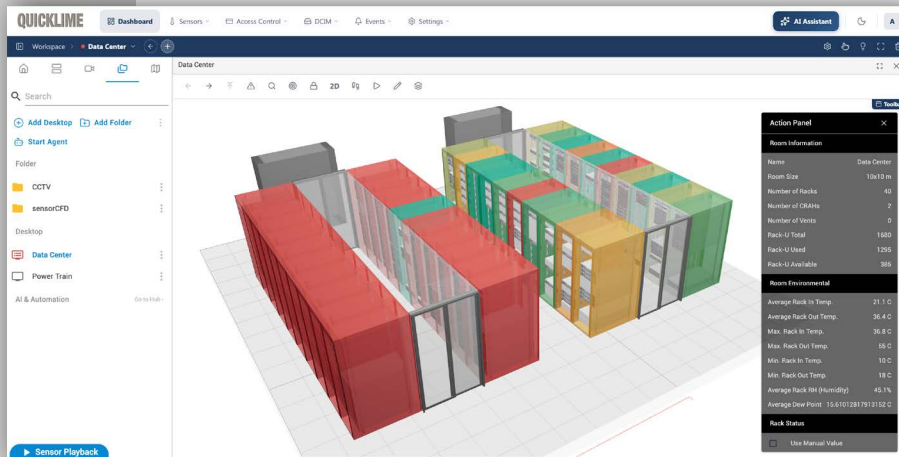 QUICKLIME
Dashboard
Sensors
Access Control
DCIM
Events
Settings
AI Assistant
A
Workspace
Data Center
Data Center
Search
2D
Add Desktop
Add Folder
Start Agent
Folder
CCTV
sensorCFD
Desktop
Data Center
Power Train
AI & Automation
Go to Hub
Sensor Playback
Action Panel
Room Information
Name Data Center
Room Size 10x10 m
Number of Racks 40
Number of CRAHs 2
Number of Vents 0
Rack-U Total 1680
Rack-U Used 1295
Rack-U Available 385
Room Environmental
Average Rack In Temp. 21.1 C
Average Rack Out Temp. 36.4 C
Max. Rack In Temp. 36.8 C
Max. Rack Out Temp. 55 C
Min. Rack In Temp. 10 C
Min. Rack Out Temp. 18 C
Average Rack RH (Humidity) 45.1%
Average Dew Point 15.61012817913152 C
Rack Status
Use Manual Value